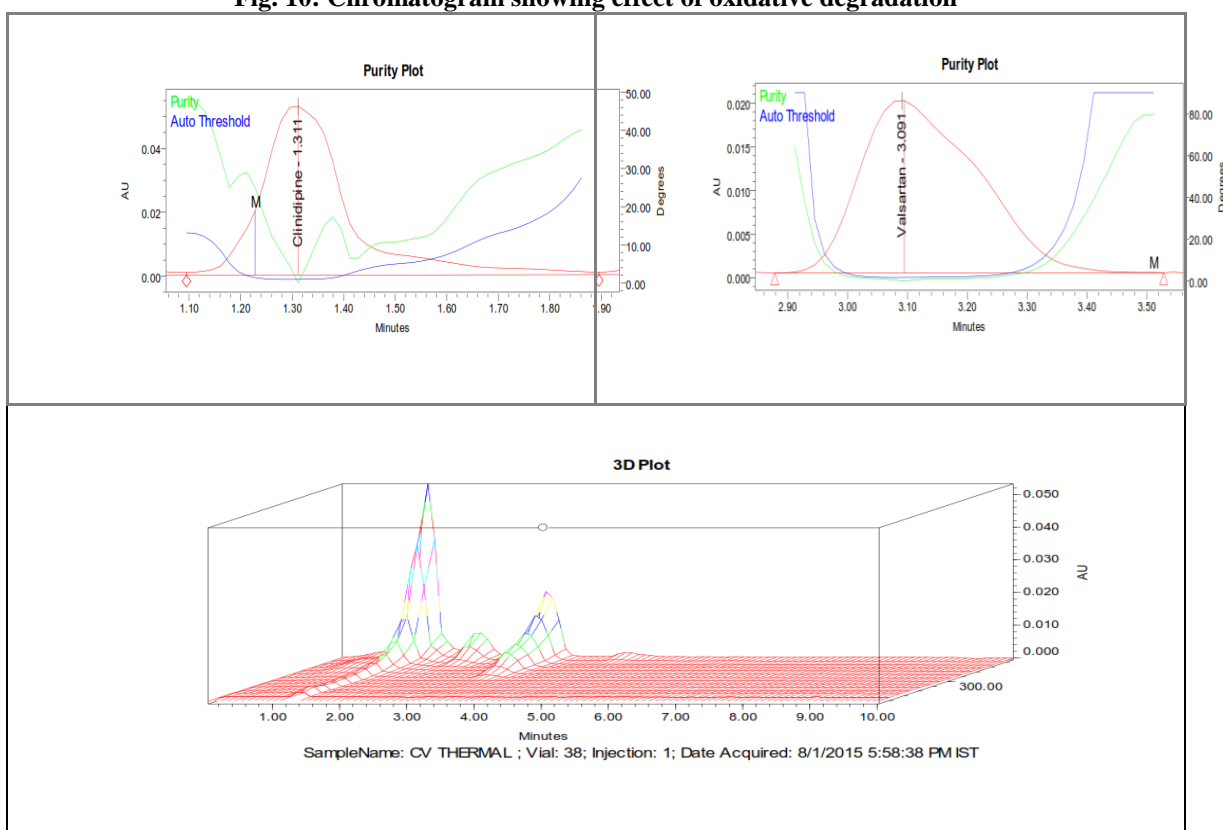 Fig. 10: Chromatogram showing effect of oxidative degradation
Purity Plot
Purity
Auto Threshold
AU
0.04
0.02
0.00
M
Clinidipine - 1.311
50.00
40.00
30.00
20.00
10.00
0.00
Degrees
1.10 1.20 1.30 1.40 1.50 1.60 1.70 1.80 1.90
Minutes
Purity Plot
Purity
Auto Threshold
AU
0.020
0.015
0.010
0.005
0.000
Valsartan - 3.091
M
80.00
60.00
40.00
20.00
0.00
Degrees
2.90 3.00 3.10 3.20 3.30 3.40 3.50
Minutes
3D Plot
0.050
0.040
0.030
0.020
0.010
0.000
AU
300.00
1.00 2.00 3.00 4.00 5.00 6.00 7.00 8.00 9.00 10.00
Minutes
SampleName: CV THERMAL ; Vial: 38; Injection: 1; Date Acquired: 8/1/2015 5:58:38 PM IST